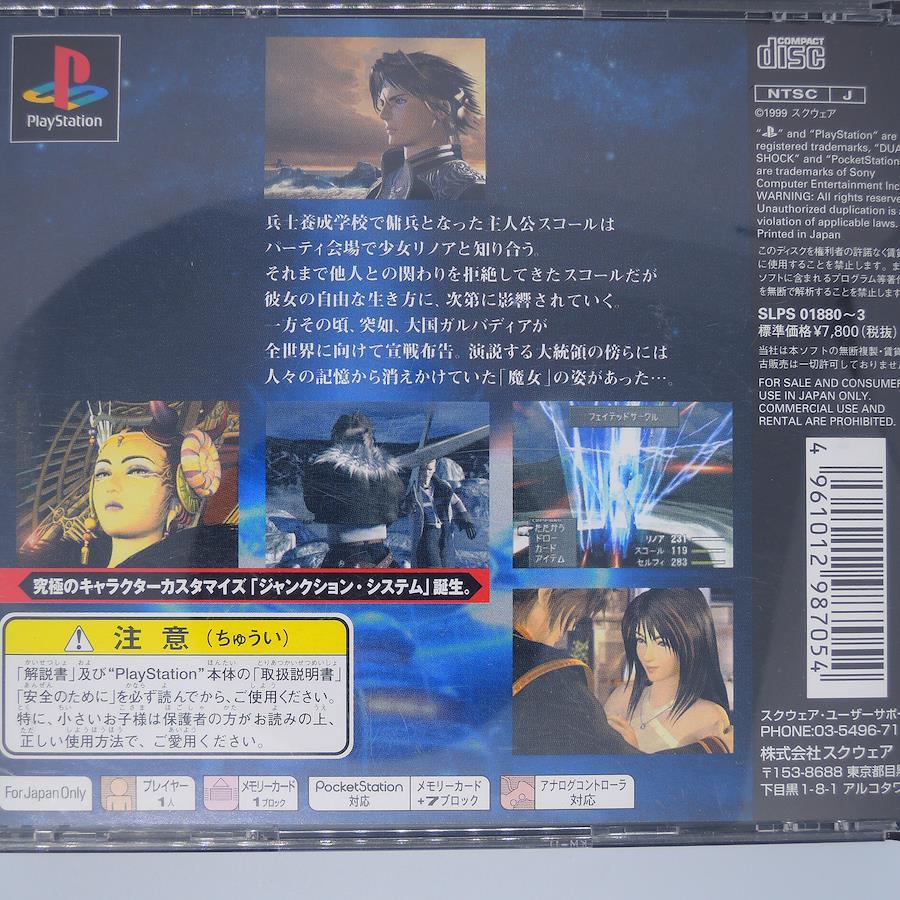 PlayStation
兵士養成学校で傭兵となった主人公スコールは
パーティ会場で少女リノアと知り合う。
それまで他人との関わりを拒絶してきたスコールだが
彼女の自由な生き方に、次第に影響されていく。
一方その頃、突如、大国ガルバディアが
全世界に向けて宣戦布告。演説する大統領の傍らには
人々の記憶から消えかけていた「魔女」の姿があった…。
フェイテッドサークル
COMMAND
たたかう
ドロー
カード
アイテム
リノア 231
スコール 119
セルフィ 283
究極のキャラクターカスタマイズ「ジャンクション・システム」誕生。
注意(ちゅうい)
「解説書」及び“PlayStation”本体の「取扱説明書」
「安全のために」を必ず読んでから、ご使用ください。
特に、小さいお子様は保護者の方がお読みの上、
正しい使用方法で、ご愛用ください。
For Japan Only
プレイヤー
1人
メモリーカード
1ブロック
PocketStation
対応
メモリーカード
+7ブロック
アナログコントローラ
対応
COMPACT
disc
NTSC J
©1999 スクウェア
“ ” and “PlayStation” are
registered trademarks, “DUA
SHOCK” and “PocketStation
are trademarks of Sony
Computer Entertainment Inc
WARNING: All rights reserve
Unauthorized duplication is a
violation of applicable laws.
Printed in Japan
このディスクを権利者の許諾なく賃貸
に使用することを禁止します。ま
ソフトに含まれるプログラム等著作
を無断で解析することを禁止します
SLPS 01880～3
標準価格¥7,800(税抜)
当社は本ソフトの無断複製・賃貸
古販売は一切許可しておりませ
FOR SALE AND CONSUMER
USE IN JAPAN ONLY.
COMMERCIAL USE AND
RENTAL ARE PROHIBITED.
4 961012 987054
スクウェア・ユーザーサポ
PHONE:03-5496-71
株式会社スクウェア
〒153-8688 東京都目黒
下目黒1-8-1 アルコタワ